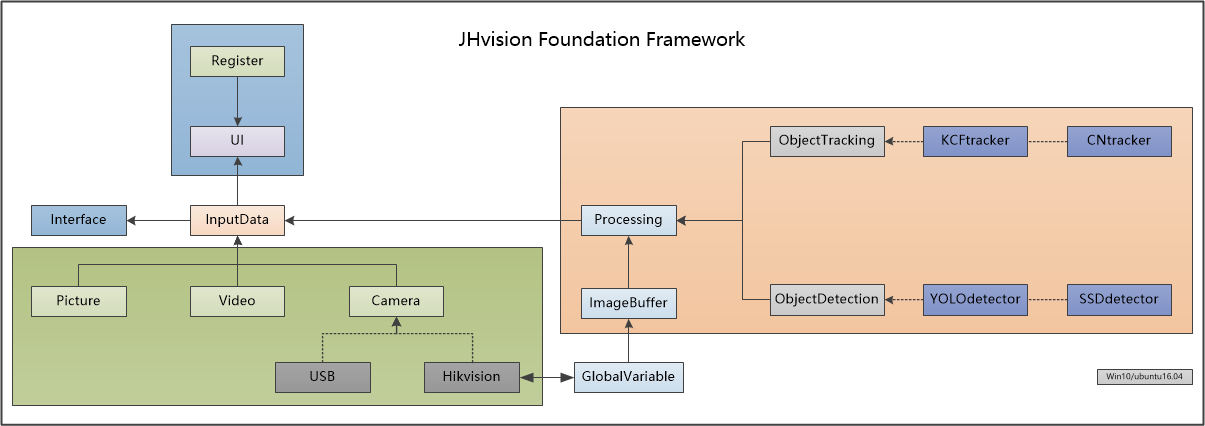 JHvision Foundation Framework
Register
UI
ObjectTracking
KCFtracker
CNtracker
Interface
InputData
Processing
Picture
Video
Camera
ImageBuffer
ObjectDetection
YOLOdetector
SSDdetector
USB
Hikvision
GlobalVariable
Win10/ubuntu16.04